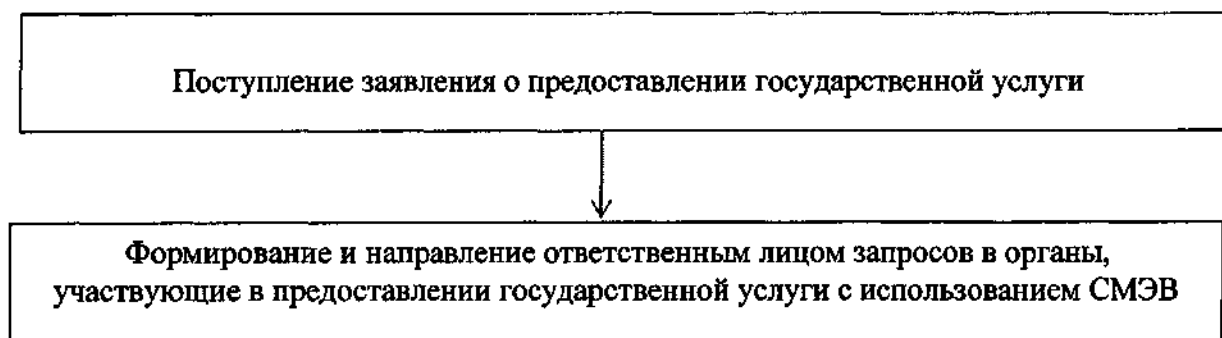 Поступление заявления о предоставлении государственной услуги
Формирование и направление ответственным лицом запросов в органы,
участвующие в предоставлении государственной услуги с использованием СМЭВ